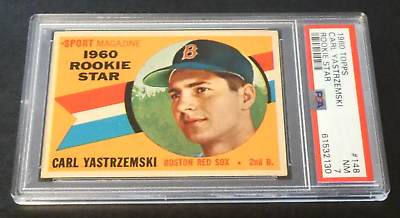 -SPORT MAGAZINE
1960
ROOKIE
STAR
B
CARL YASTRZEMSKI
BOSTON RED SOX • 2nd B.
1960 TOPPS
CARL YASTRZEMSKI
ROOKIE STAR
PSA
#148
NM
7
61532130